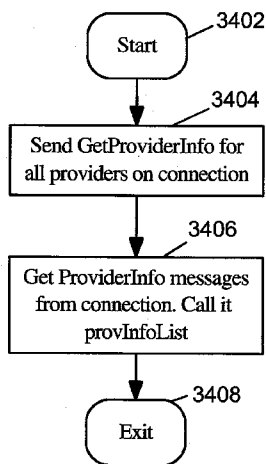 3402
Start
3404
Send GetProviderInfo for
all providers on connection
3406
Get ProviderInfo messages
from connection. Call it
provInfoList
3408
Exit